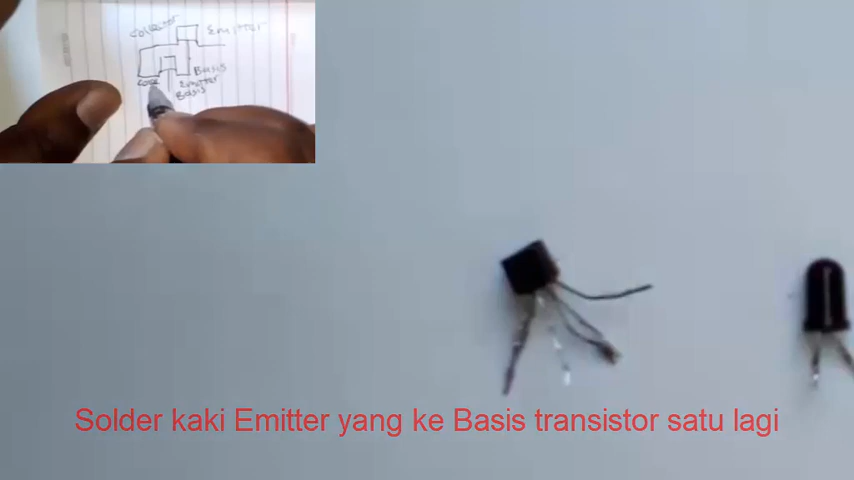 Collector Emitter
Basis
Emitter
Basis
Solder kaki Emitter yang ke Basis transistor satu lagi